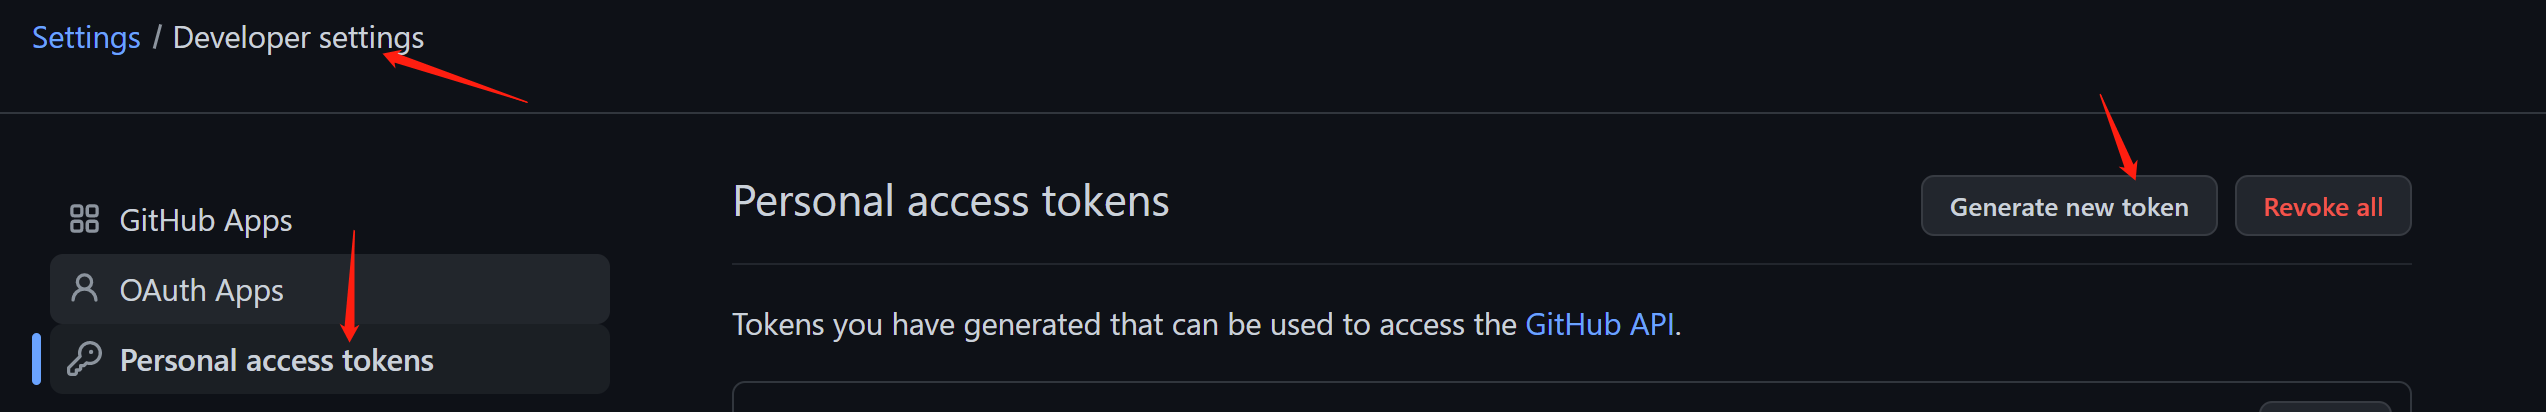 Settings / Developer settings
GitHub Apps
OAuth Apps
Personal access tokens
Personal access tokens
Generate new token
Revoke all
Tokens you have generated that can be used to access the GitHub API.